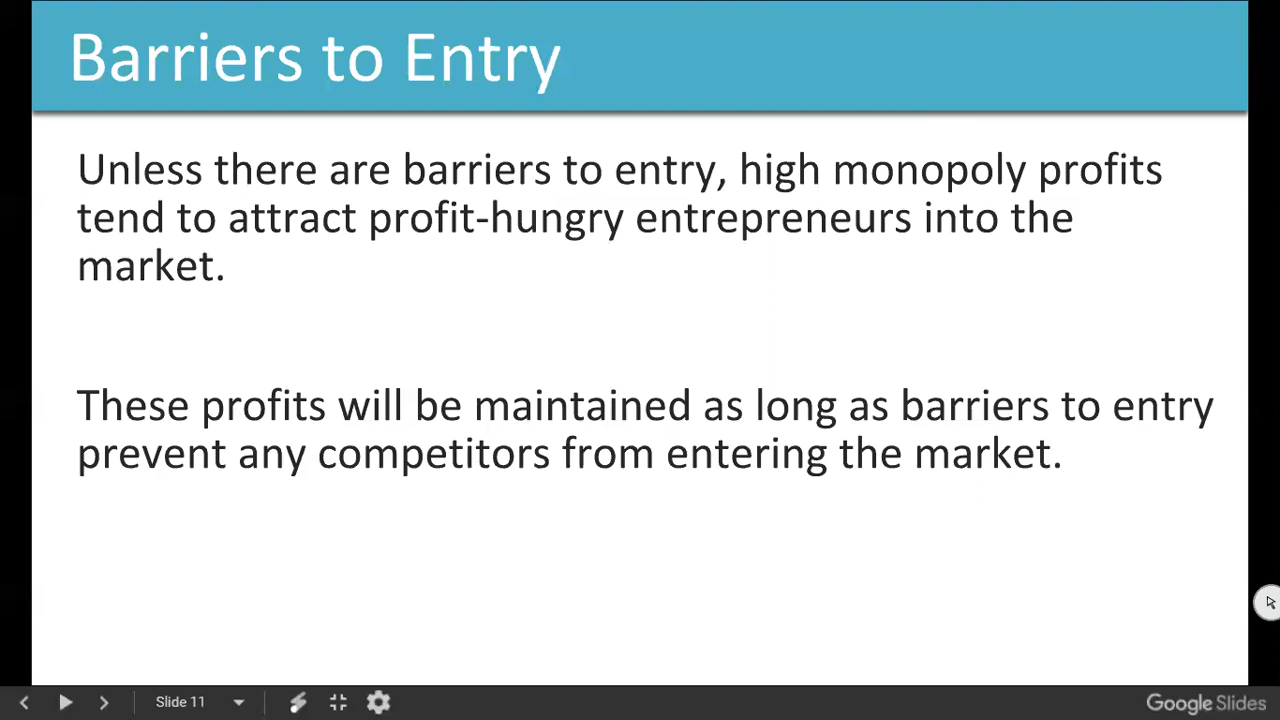 Barriers to Entry
Unless there are barriers to entry, high monopoly profits
tend to attract profit-hungry entrepreneurs into the
market.
These profits will be maintained as long as barriers to entry
prevent any competitors from entering the market.
Slide 11
Google Slides